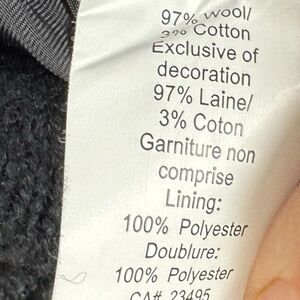 97% Wool/
3% Cotton
Exclusive of
decoration
97% Laine/
3% Coton
Garniture non
comprise
Lining:
100% Polyester
Doublure:
100% Polyester
CA# 23495